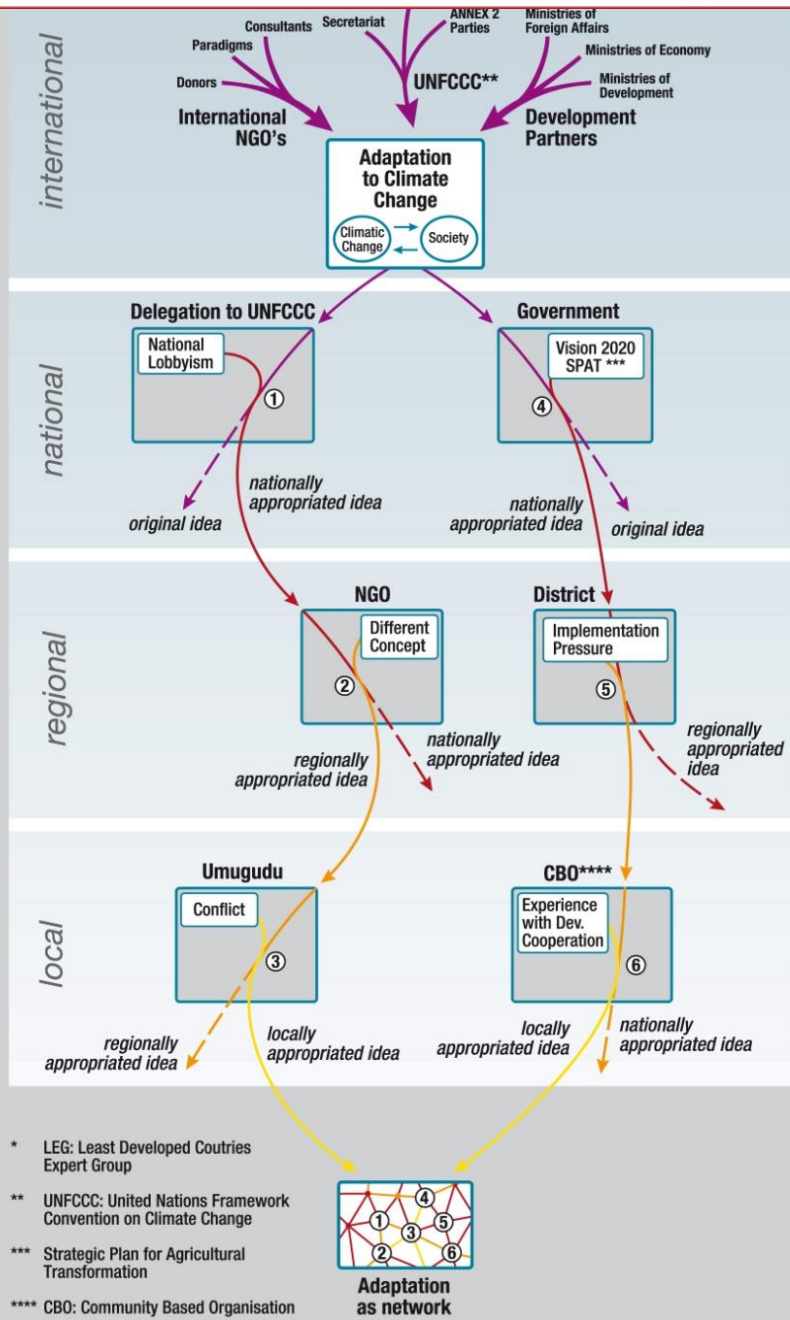 Consultants
Secretariat
ANNEX 2
Parties
Ministries of
Foreign Affairs
Paradigms
Ministries of Economy
Donors
UNFCCC**
Ministries of
Development
International
NGO's
Development
Partners
Adaptation
to Climate
Change
Climatic
Change
Society
international
Delegation to UNFCCC
Government
National
Lobbyism
Vision 2020
SPAT ***
1
4
national
nationally
appropriated idea
original idea
nationally
appropriated idea
original idea
NGO
District
Different
Concept
Implementation
Pressure
2
5
regional
regionally
appropriated idea
nationally
appropriated idea
regionally
appropriated
idea
Umugudu
CBO****
Conflict
Experience
with Dev.
Cooperation
3
6
local
regionally
appropriated idea
locally
appropriated idea
locally
appropriated idea
nationally
appropriated idea
* LEG: Least Developed Coutries
Expert Group
** UNFCCC: United Nations Framework
Convention on Climate Change
*** Strategic Plan for Agricultural
Transformation
**** CBO: Community Based Organisation
4
1
5
3
2
6
Adaptation
as network